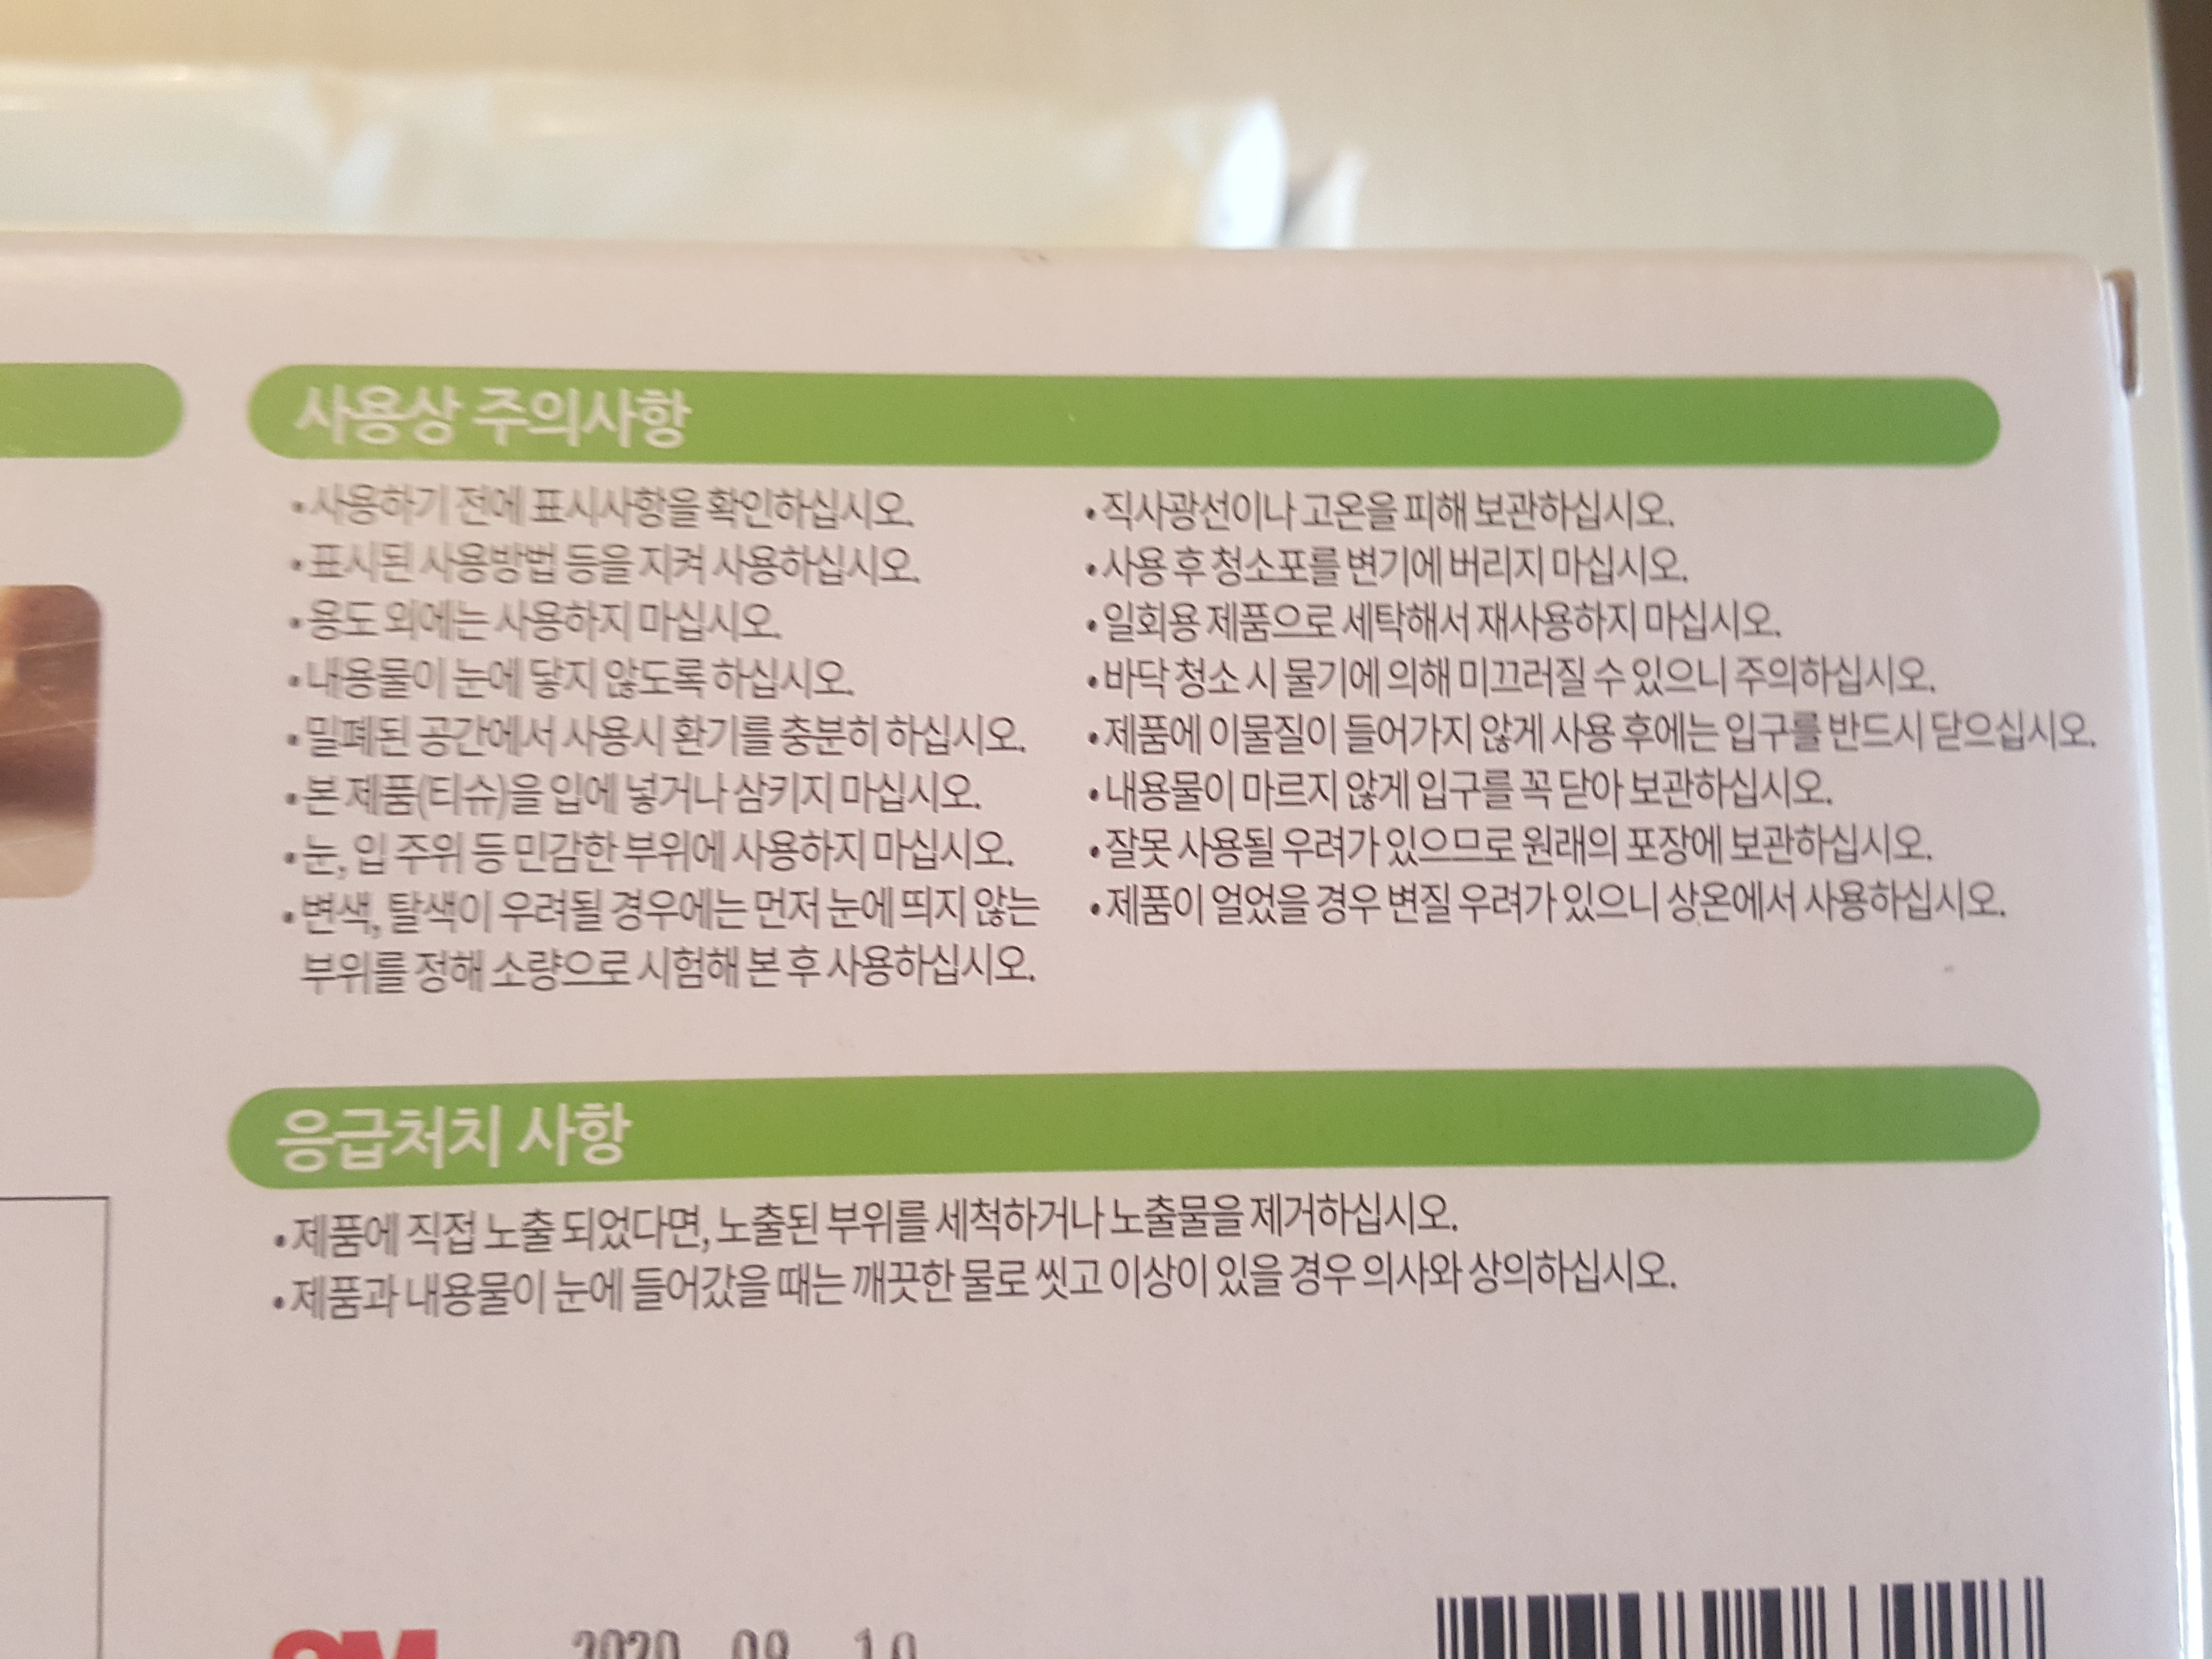 사용상 주의사항
•사용하기 전에 표시사항을 확인하십시오.
•표시된 사용방법 등을 지켜 사용하십시오.
•용도 외에는 사용하지 마십시오.
•내용물이 눈에 닿지 않도록 하십시오.
•밀폐된 공간에서 사용시 환기를 충분히 하십시오.
•본 제품(티슈)을 입에 넣거나 삼키지 마십시오.
•눈, 입 주위 등 민감한 부위에 사용하지 마십시오.
•변색, 탈색이 우려될 경우에는 먼저 눈에 띄지 않는
부위를 정해 소량으로 시험해 본 후 사용하십시오.
•직사광선이나 고온을 피해 보관하십시오.
•사용 후 청소포를 변기에 버리지 마십시오.
•일회용 제품으로 세탁해서 재사용하지 마십시오.
•바닥 청소 시 물기에 의해 미끄러질 수 있으니 주의하십시오.
•제품에 이물질이 들어가지 않게 사용 후에는 입구를 반드시 닫으십시오.
•내용물이 마르지 않게 입구를 꼭 닫아 보관하십시오.
•잘못 사용될 우려가 있으므로 원래의 포장에 보관하십시오.
•제품이 얼었을 경우 변질 우려가 있으니 상온에서 사용하십시오.
응급처치 사항
•제품에 직접 노출 되었다면, 노출된 부위를 세척하거나 노출물을 제거하십시오.
•제품과 내용물이 눈에 들어갔을 때는 깨끗한 물로 씻고 이상이 있을 경우 의사와 상의하십시오.
3M 2020 10